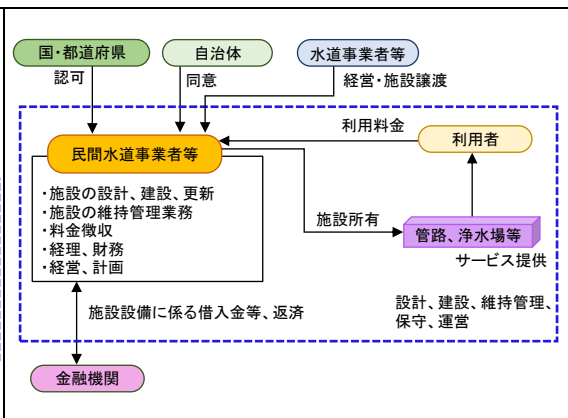 国・都道府県
自治体
水道事業者等
認可
同意
経営・施設譲渡
利用料金
利用者
民間水道事業者等
・施設の設計、建設、更新
・施設の維持管理業務
・料金徴収
・経理、財務
・経営、計画
施設所有
管路、浄水場等
サービス提供
設計、建設、維持管理、
保守、運営
施設設備に係る借入金等、返済
金融機関